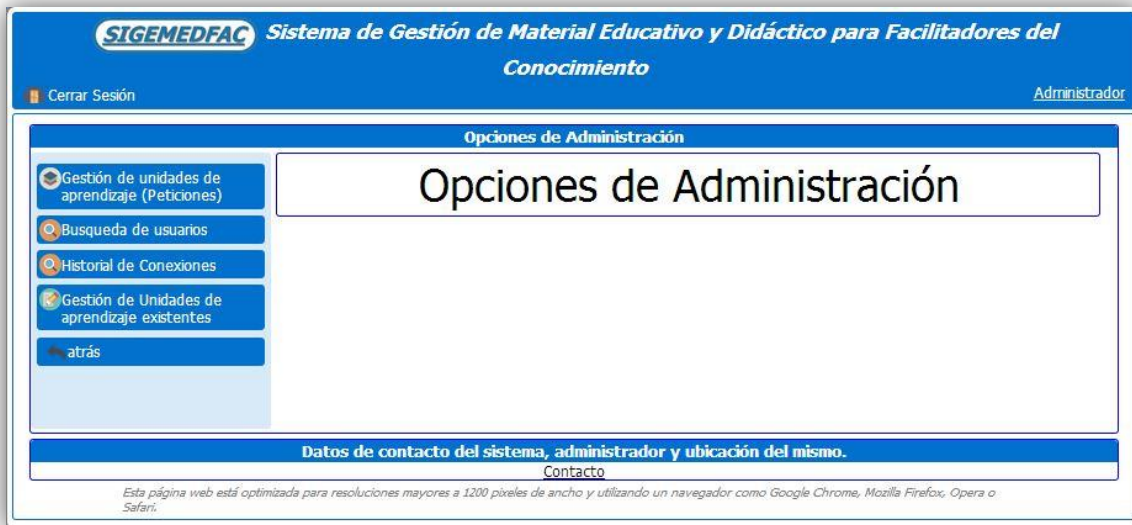 SIGEMEDFAC Sistema de Gestión de Material Educativo y Didáctico para Facilitadores del
Conocimiento
Cerrar Sesión
Administrador
Opciones de Administración
Gestión de unidades de
aprendizaje (Peticiones)
Busqueda de usuarios
Historial de Conexiones
Gestión de Unidades de
aprendizaje existentes
atrás
Opciones de Administración
Datos de contacto del sistema, administrador y ubicación del mismo.
Contacto
Esta página web está optimizada para resoluciones mayores a 1200 pixeles de ancho y utilizando un navegador como Google Chrome, Mozilla Firefox, Opera o
Safari.